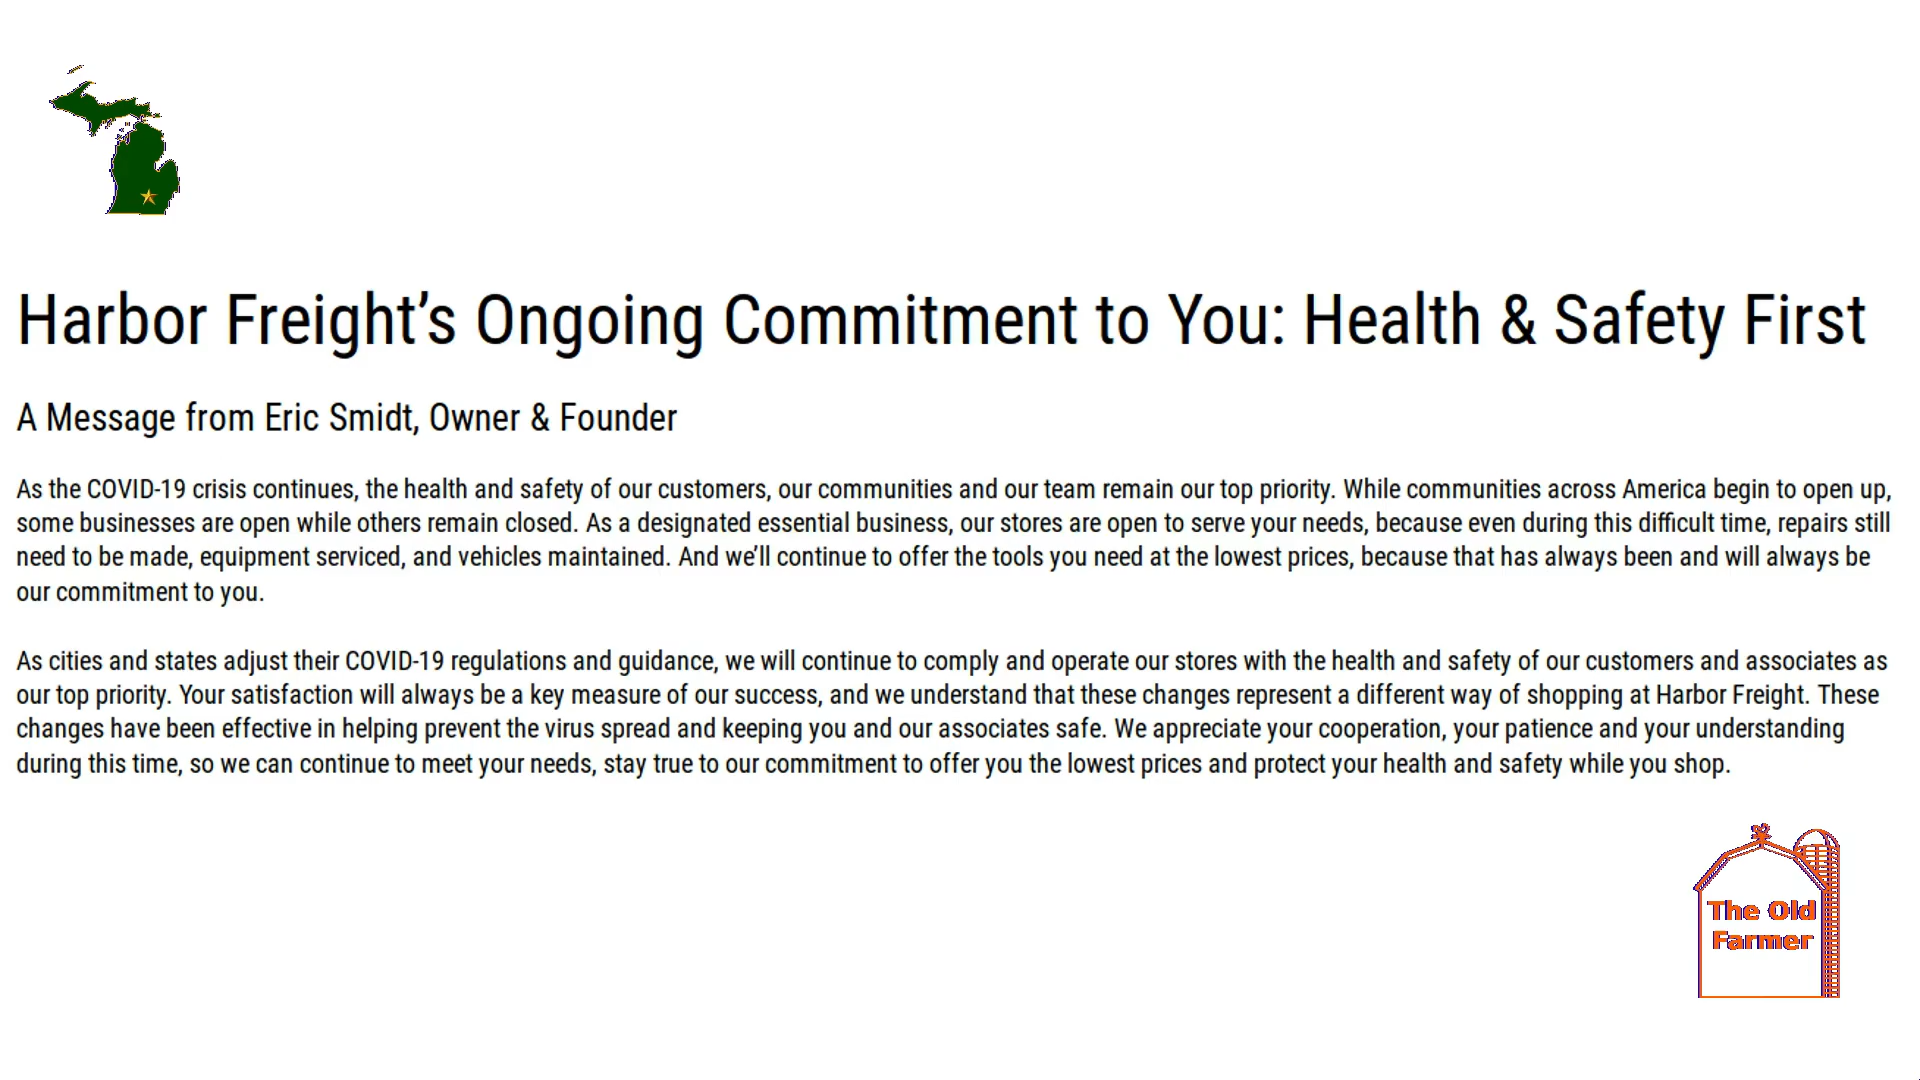 Harbor Freight’s Ongoing Commitment to You: Health & Safety First
A Message from Eric Smidt, Owner & Founder
As the COVID-19 crisis continues, the health and safety of our customers, our communities and our team remain our top priority. While communities across America begin to open up,
some businesses are open while others remain closed. As a designated essential business, our stores are open to serve your needs, because even during this difficult time, repairs still
need to be made, equipment serviced, and vehicles maintained. And we’ll continue to offer the tools you need at the lowest prices, because that has always been and will always be
our commitment to you.
As cities and states adjust their COVID-19 regulations and guidance, we will continue to comply and operate our stores with the health and safety of our customers and associates as
our top priority. Your satisfaction will always be a key measure of our success, and we understand that these changes represent a different way of shopping at Harbor Freight. These
changes have been effective in helping prevent the virus spread and keeping you and our associates safe. We appreciate your cooperation, your patience and your understanding
during this time, so we can continue to meet your needs, stay true to our commitment to offer you the lowest prices and protect your health and safety while you shop.
The Old
Farmer